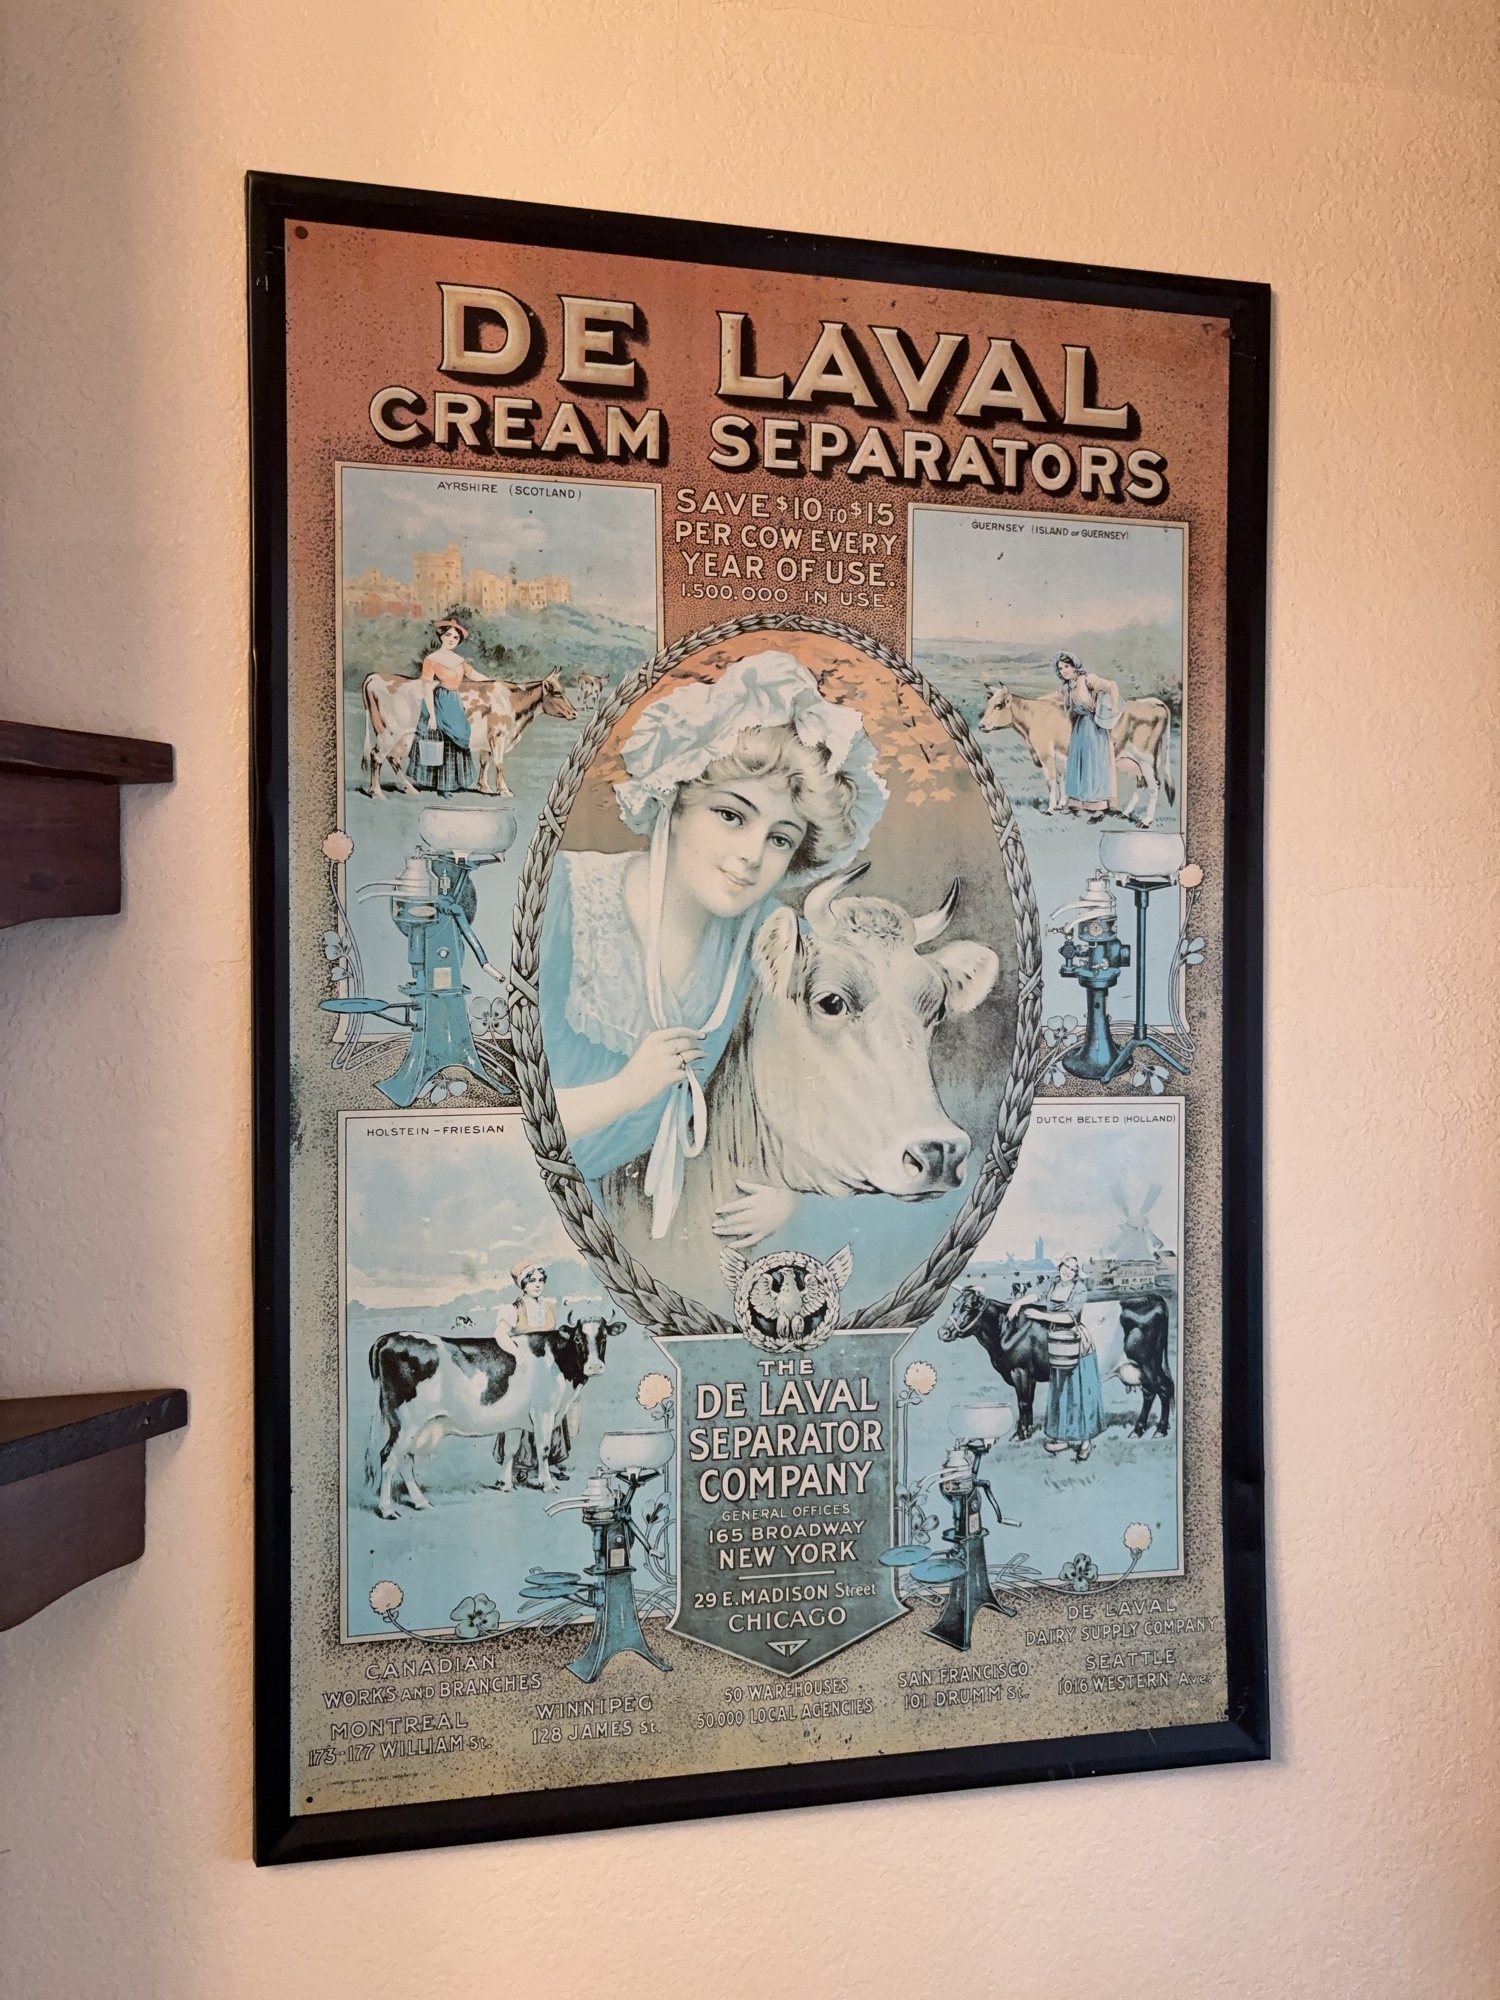 DE LAVAL
CREAM SEPARATORS
AYRSHIRE (SCOTLAND)
SAVE $10 TO $15
PER COW EVERY
YEAR OF USE.
1.500.000 IN USE.
GUERNSEY (ISLAND OF GUERNSEY)
HOLSTEIN - FRIESIAN
DUTCH BELTED (HOLLAND)
THE
DE LAVAL
SEPARATOR
COMPANY
GENERAL OFFICES
165 BROADWAY
NEW YORK
29 E. MADISON Street
CHICAGO
CANADIAN
WORKS AND BRANCHES
MONTREAL
173-177 WILLIAM St.
WINNIPEG
128 JAMES St.
50 WAREHOUSES
50.000 LOCAL AGENCIES
SAN FRANCISCO
101 DRUMM St.
DE LAVAL
DAIRY SUPPLY COMPANY
SEATTLE
1016 WESTERN Ave.